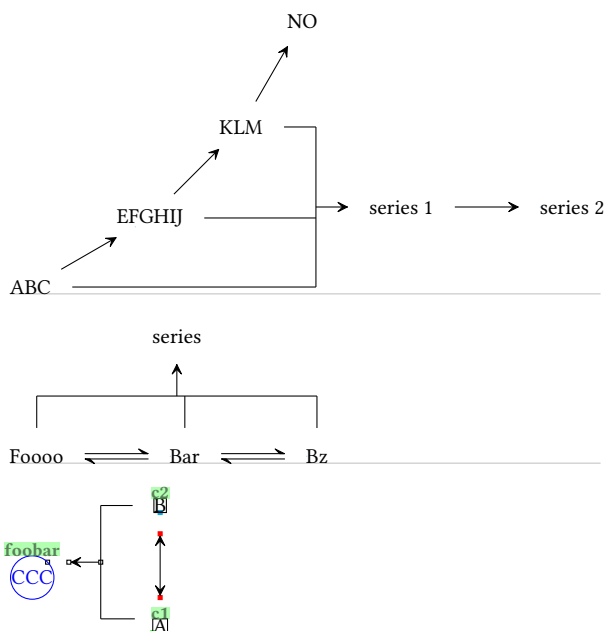 NO
KLM
EFGHIJ
series 1
series 2
ABC
series
Foooo
Bar
Bz
c2
B
foobar
CCC
c1
A